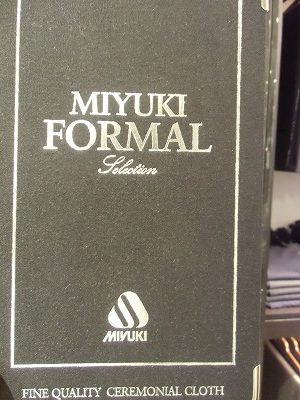 MIYUKI
FORMAL
Selection
MIYUKI
FINE QUALITY CEREMONIAL CLOTH